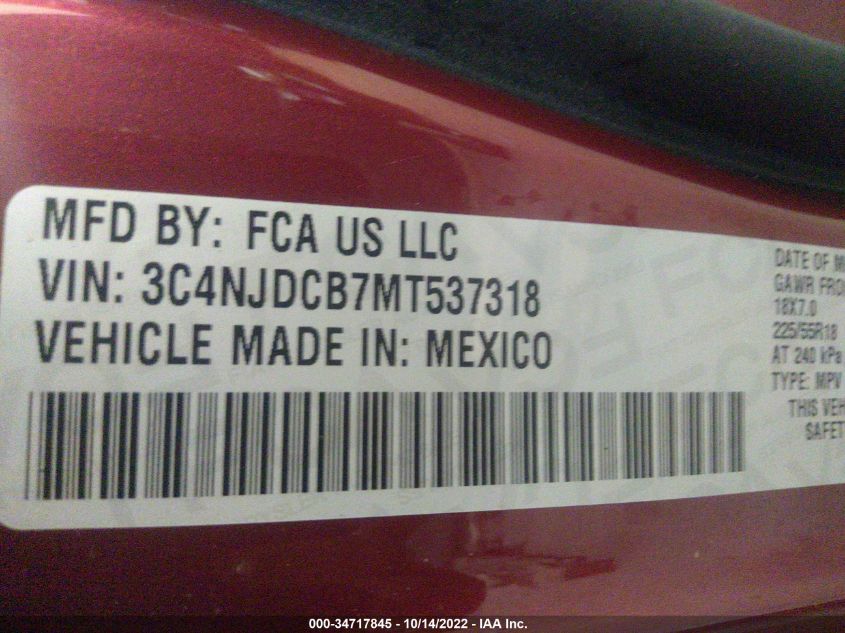 MFD BY: FCA US LLC
VIN: 3C4NJDCB7MT537318
VEHICLE MADE IN: MEXICO
DATE OF M
GAWR FRO
18X7.0
225/55R18
AT 240 kPa
TYPE: MPV
THIS VEH
SAFET
000-34717845 - 10/14/2022 - IAA Inc.